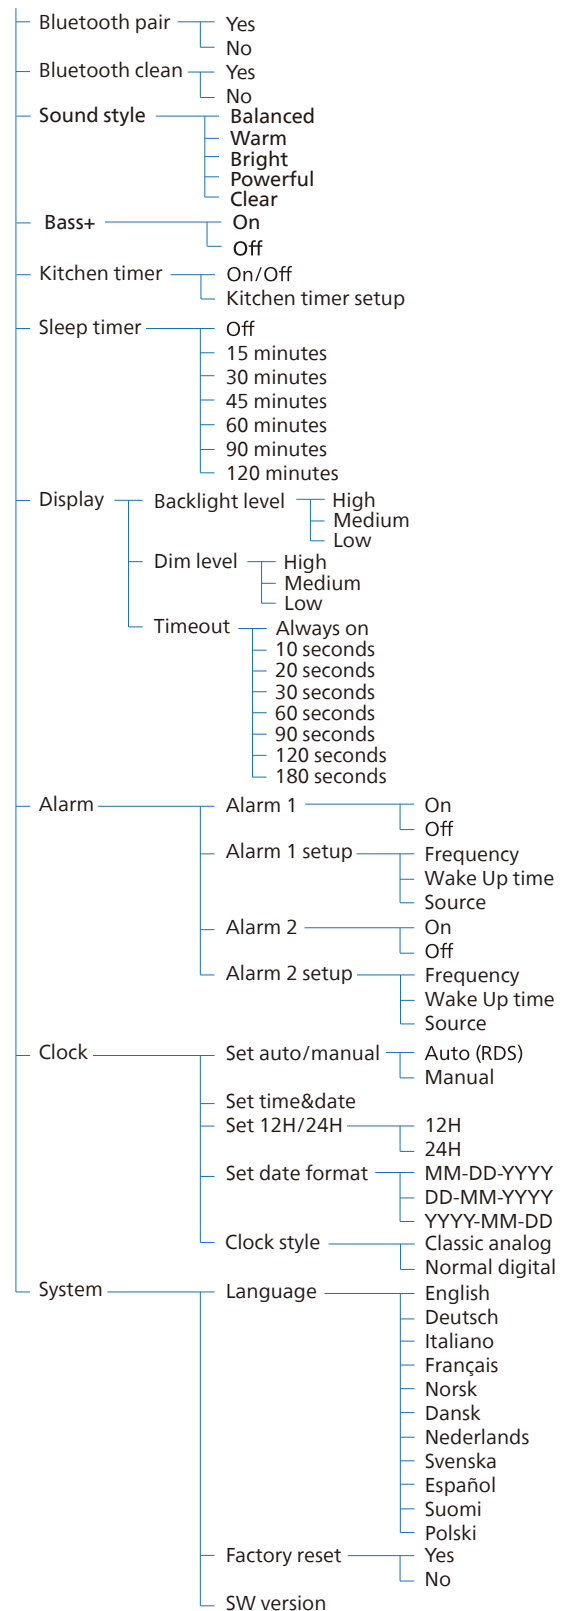 Bluetooth pair Yes
No
Bluetooth clean Yes
No
Sound style Balanced
Warm
Bright
Powerful
Clear
Bass+ On
Off
Kitchen timer On/Off
Kitchen timer setup
Sleep timer Off
15 minutes
30 minutes
45 minutes
60 minutes
90 minutes
120 minutes
Display Backlight level High
Medium
Low
Dim level High
Medium
Low
Timeout Always on
10 seconds
20 seconds
30 seconds
60 seconds
90 seconds
120 seconds
180 seconds
Alarm Alarm 1 On
Off
Alarm 1 setup Frequency
Wake Up time
Source
Alarm 2 On
Off
Alarm 2 setup Frequency
Wake Up time
Source
Clock Set auto/manual Auto (RDS)
Manual
Set time&date
Set 12H/24H 12H
24H
Set date format MM-DD-YYYY
DD-MM-YYYY
YYYY-MM-DD
Clock style Classic analog
Normal digital
System Language English
Deutsch
Italiano
Français
Norsk
Dansk
Nederlands
Svenska
Español
Suomi
Polski
Factory reset Yes
No
SW version